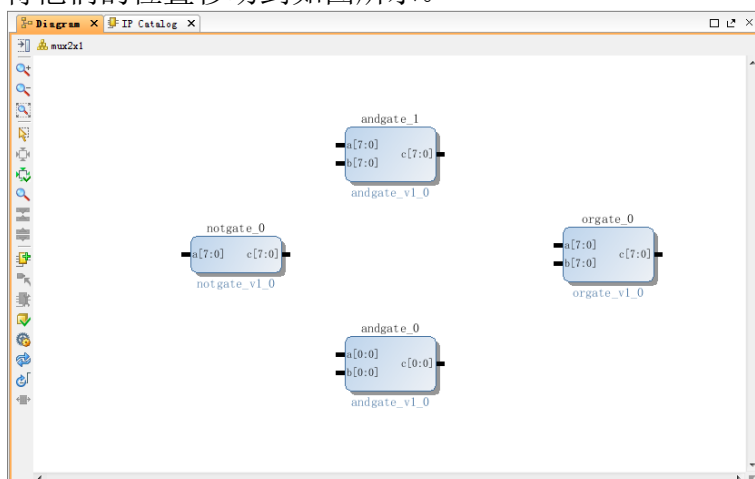 Diagram × IP Catalog ×
mux2x1
andgate_1
a[7:0]
b[7:0]
c[7:0]
andgate_v1_0
notgate_0
a[7:0] c[7:0]
notgate_v1_0
orgate_0
a[7:0]
b[7:0]
c[7:0]
orgate_v1_0
andgate_0
a[0:0]
b[0:0]
c[0:0]
andgate_v1_0